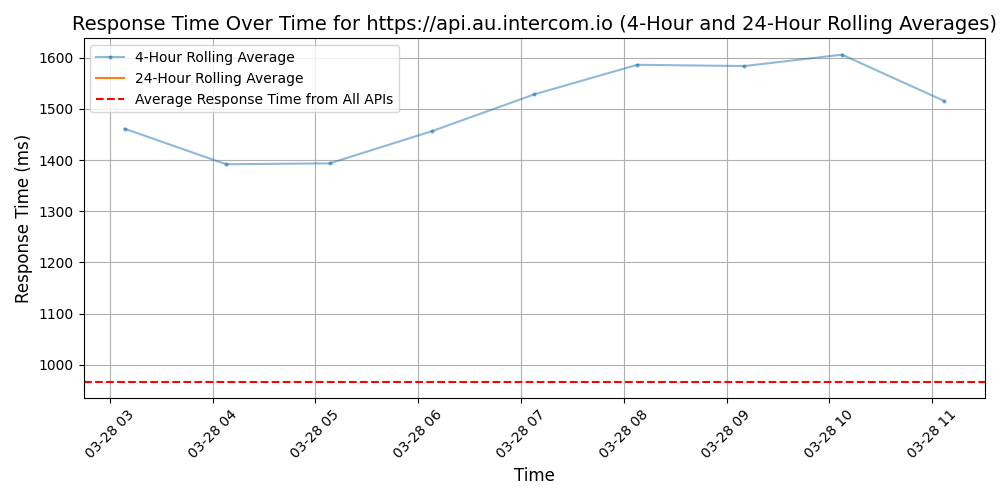 Response Time Over Time for https://api.au.intercom.io (4-Hour and 24-Hour Rolling Averages)
4-Hour Rolling Average
24-Hour Rolling Average
Average Response Time from All APIs
Response Time (ms)
1600
1500
1400
1300
1200
1100
1000
03-28 03
03-28 04
03-28 05
03-28 06
03-28 07
03-28 08
03-28 09
03-28 10
03-28 11
Time